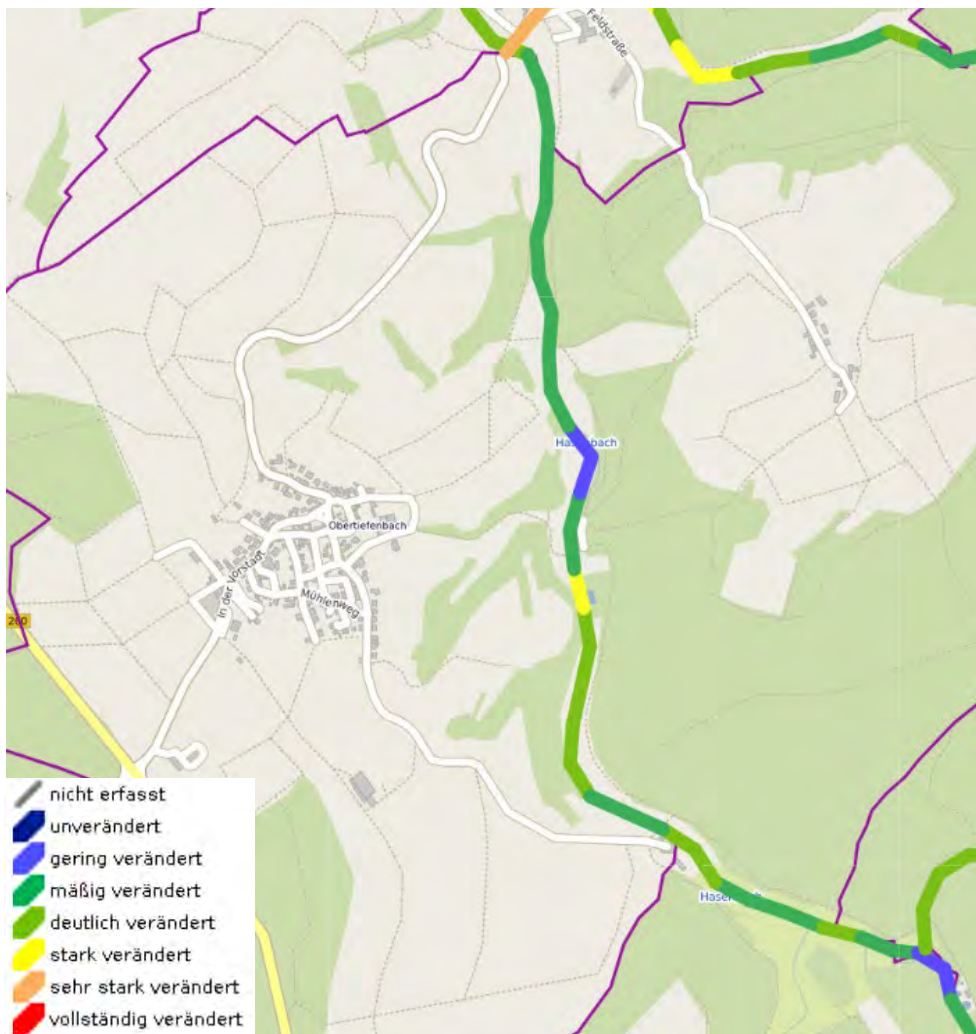 Feldstraße
Obertiefenbach
In der Vorstadt
Mühlenweg
260
nicht erfasst
unverändert
gering verändert
mäßig verändert
deutlich verändert
stark verändert
sehr stark verändert
vollständig verändert